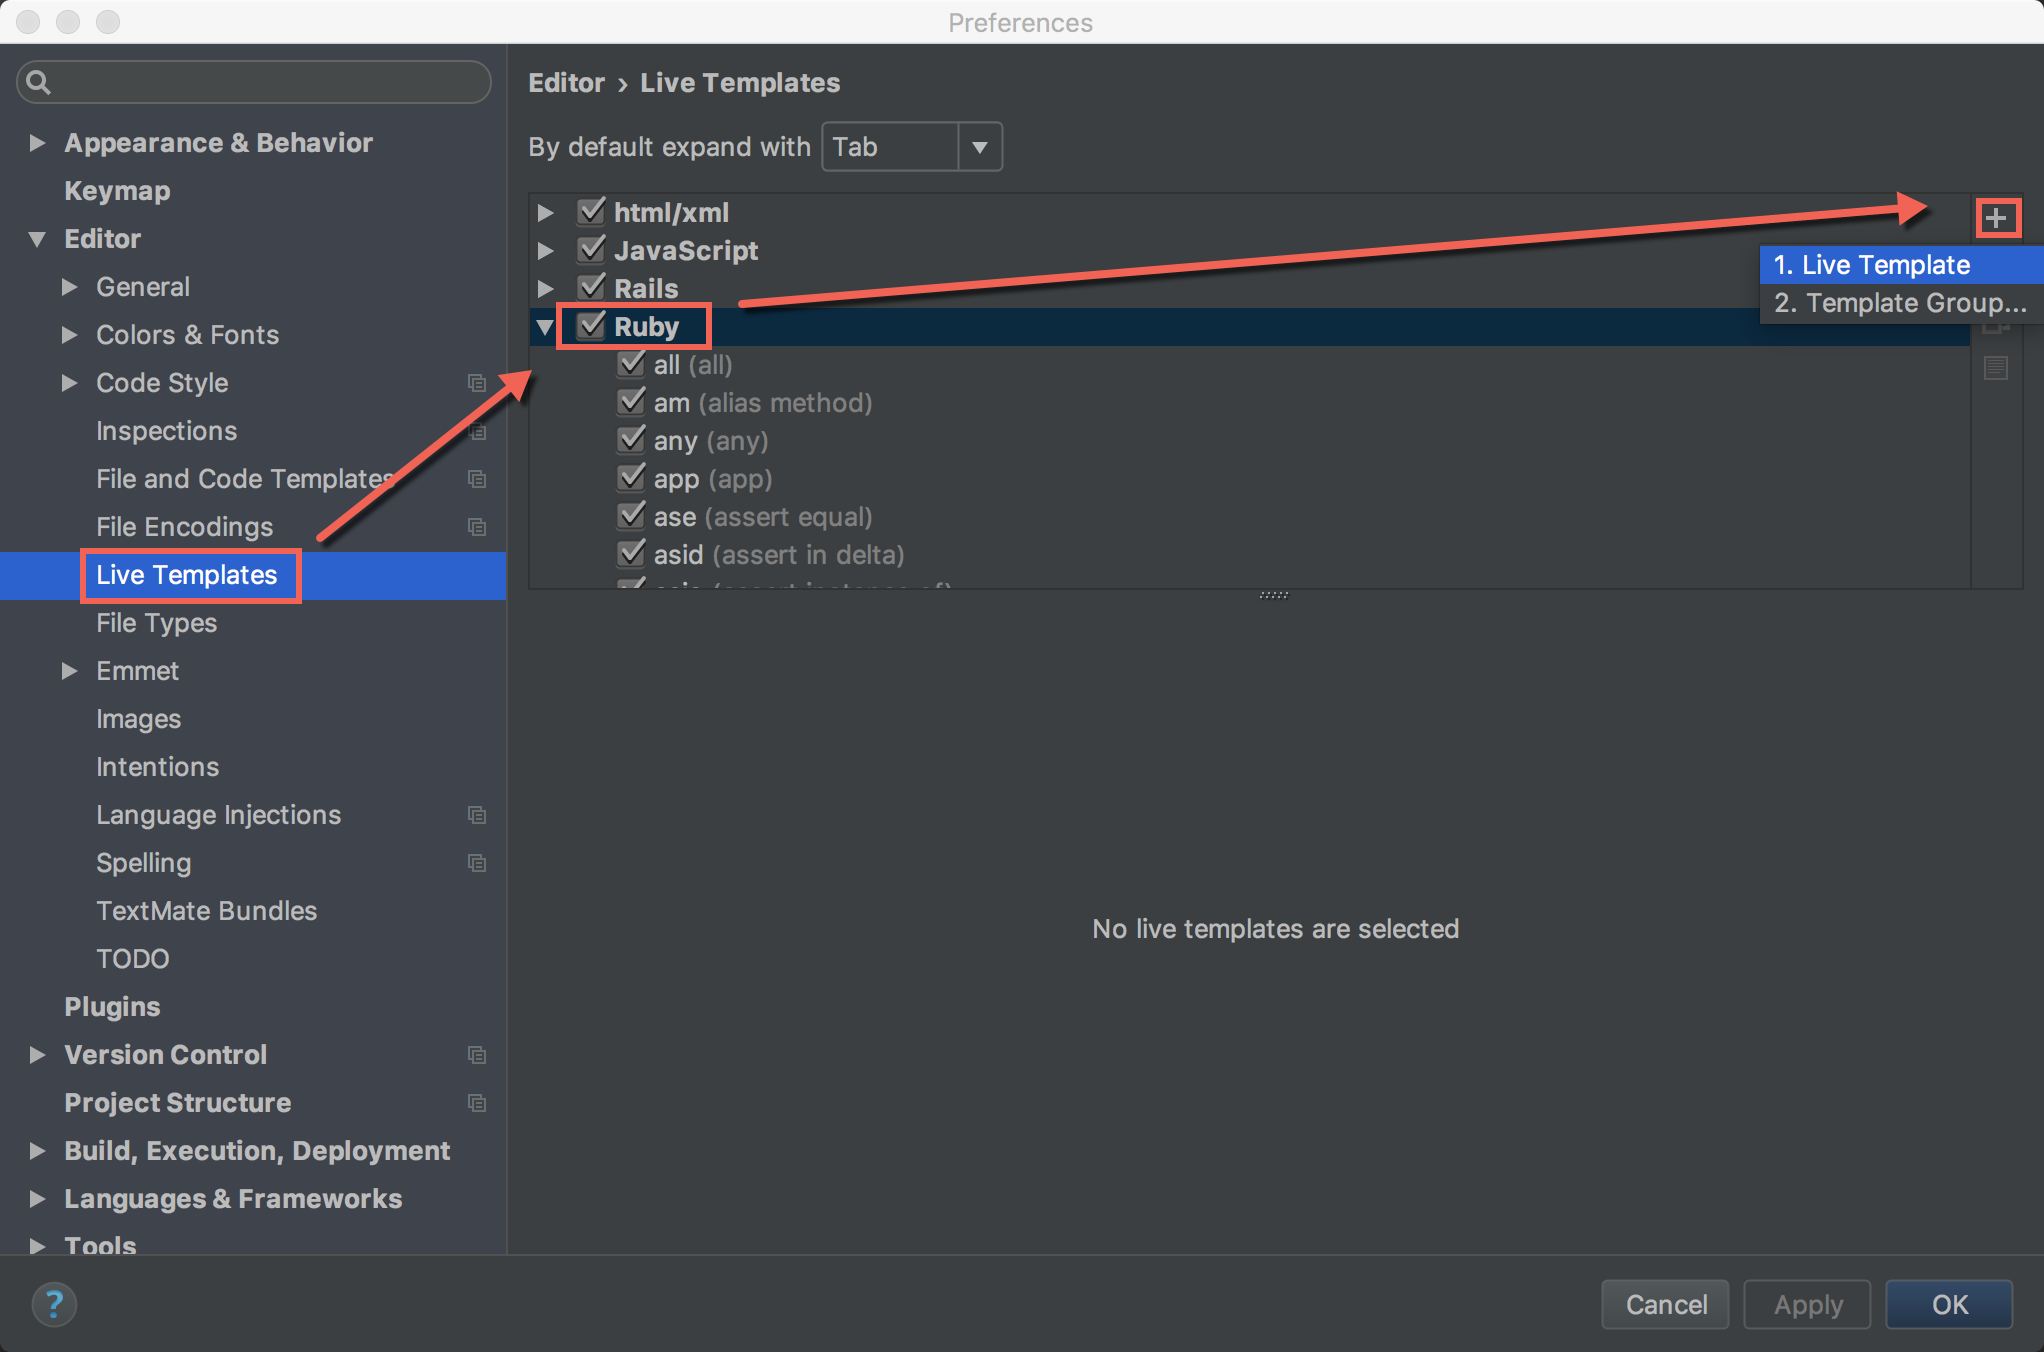 Preferences
Appearance & Behavior
Keymap
Editor
General
Colors & Fonts
Code Style
Inspections
File and Code Templates
File Encodings
Live Templates
File Types
Emmet
Images
Intentions
Language Injections
Spelling
TextMate Bundles
TODO
Plugins
Version Control
Project Structure
Build, Execution, Deployment
Languages & Frameworks
Tools
Editor › Live Templates
By default expand with Tab
html/xml
JavaScript
Rails
Ruby
all (all)
am (alias method)
any (any)
app (app)
ase (assert equal)
asid (assert in delta)
(assert instance of)
1. Live Template
2. Template Group...
No live templates are selected
?
Cancel
Apply
OK